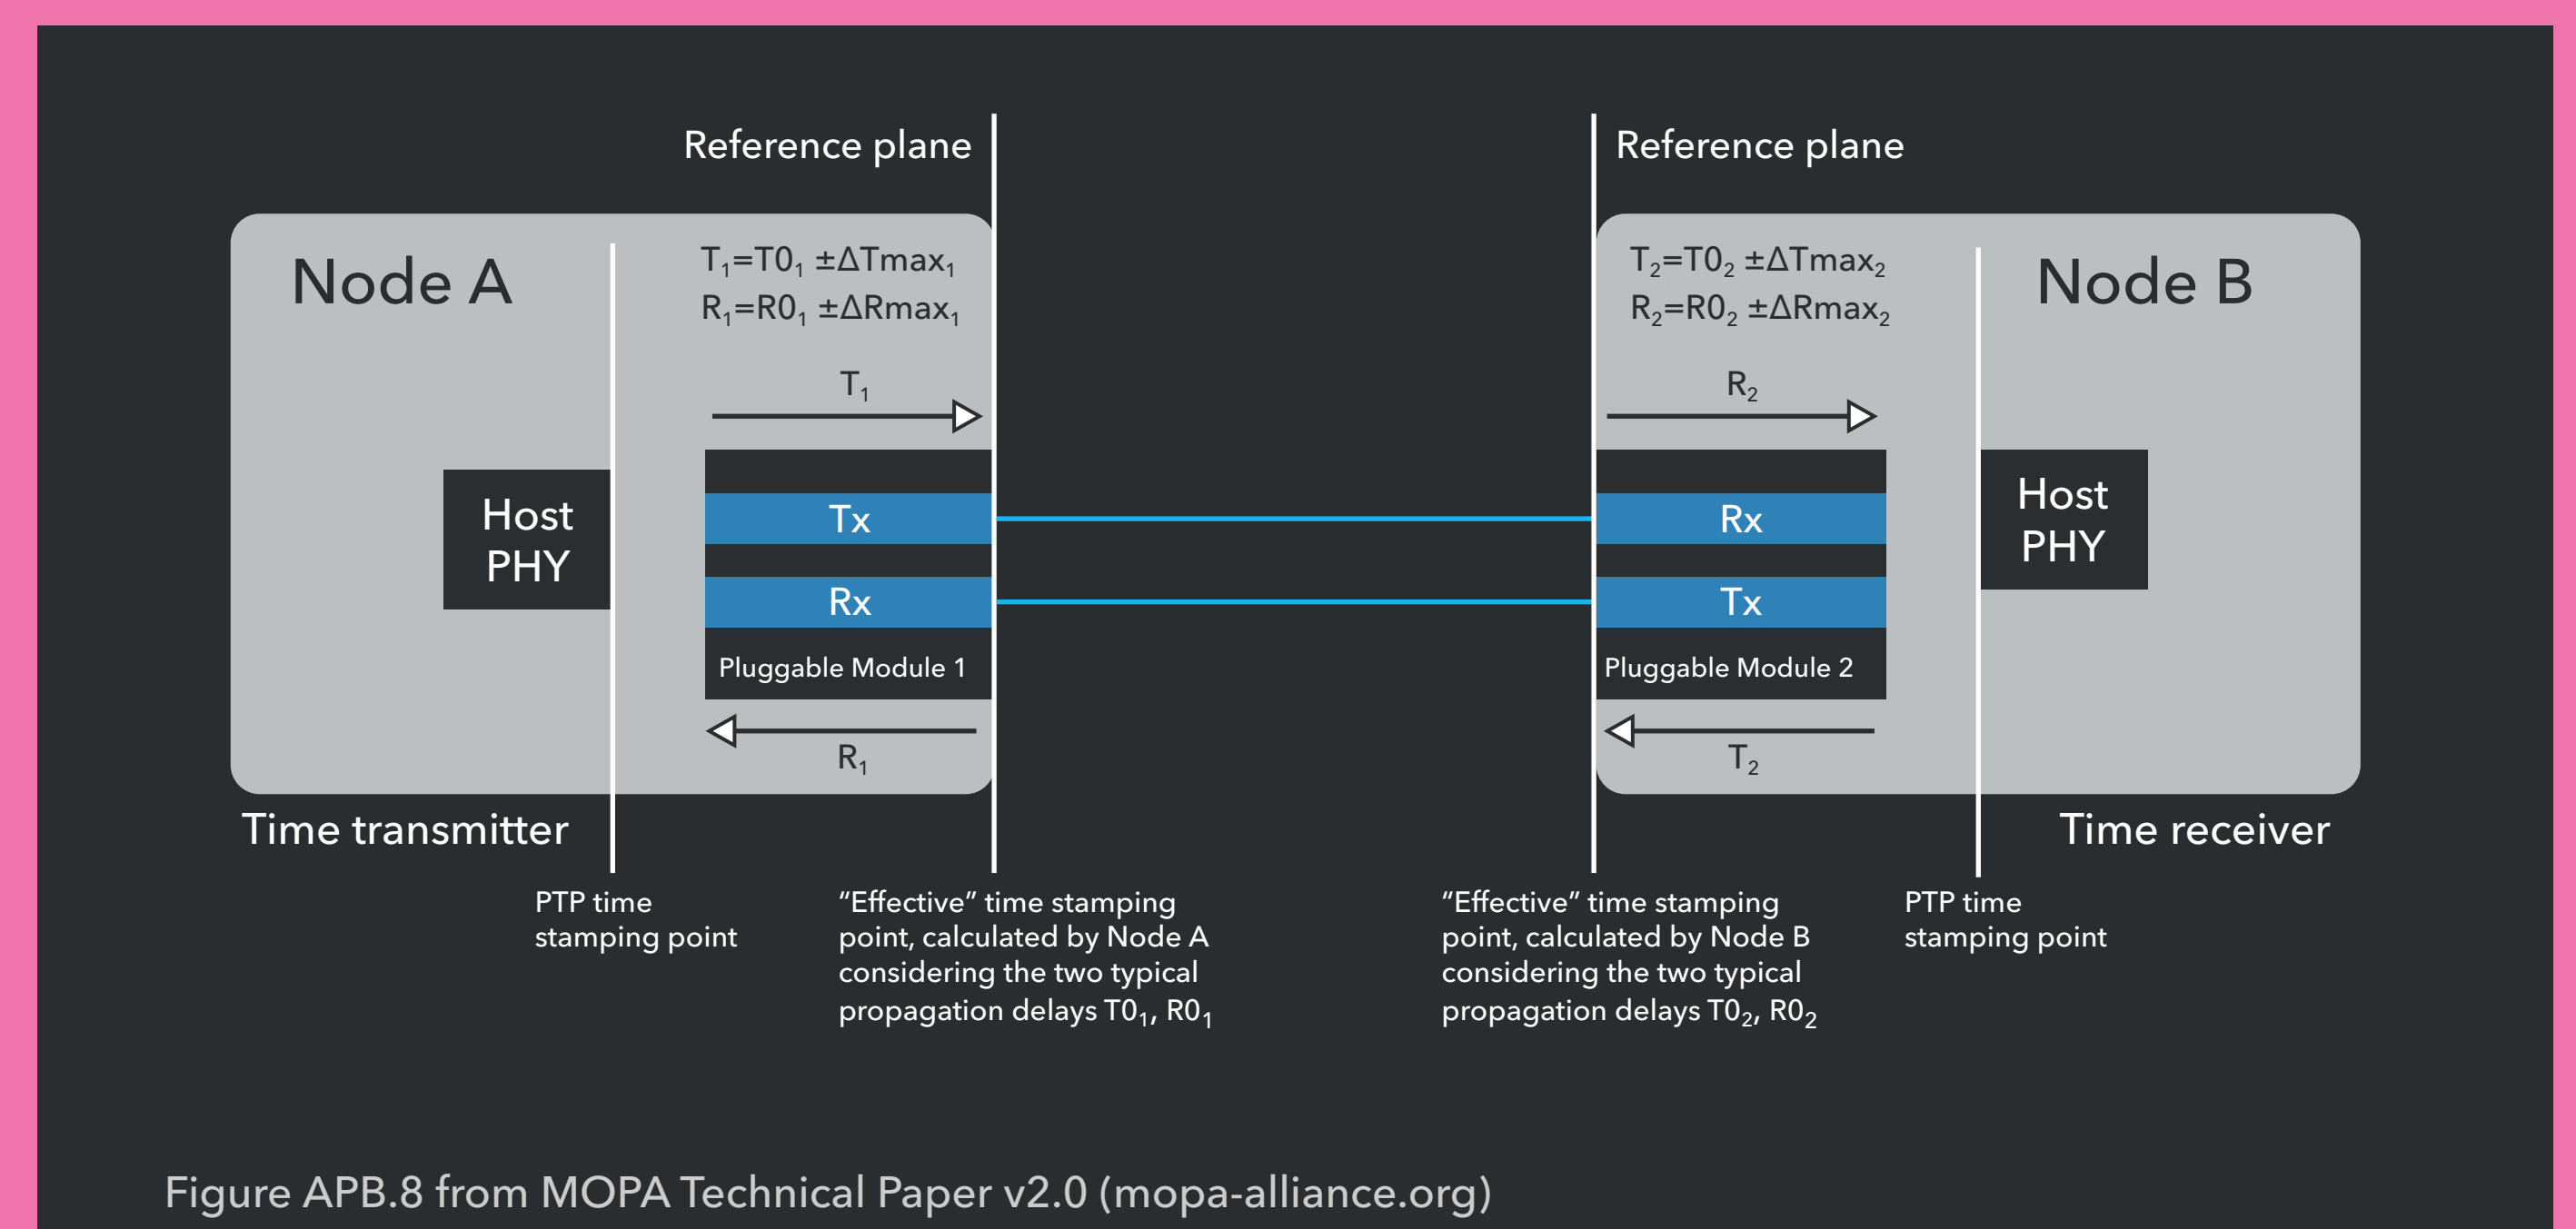 Reference plane
Reference plane
Node A
T₁=T0₁ ±ΔTmax₁
R₁=R0₁ ±ΔRmax₁
T₂=T0₂ ±ΔTmax₂
R₂=R0₂ ±ΔRmax₂
Node B
T₁
R₂
Host
PHY
Tx
Rx
Pluggable Module 1
Rx
Tx
Pluggable Module 2
Host
PHY
R₁
T₂
Time transmitter
Time receiver
PTP time
stamping point
“Effective” time stamping
point, calculated by Node A
considering the two typical
propagation delays T0₁, R0₁
“Effective” time stamping
point, calculated by Node B
considering the two typical
propagation delays T0₂, R0₂
PTP time
stamping point
Figure APB.8 from MOPA Technical Paper v2.0 (mopa-alliance.org)